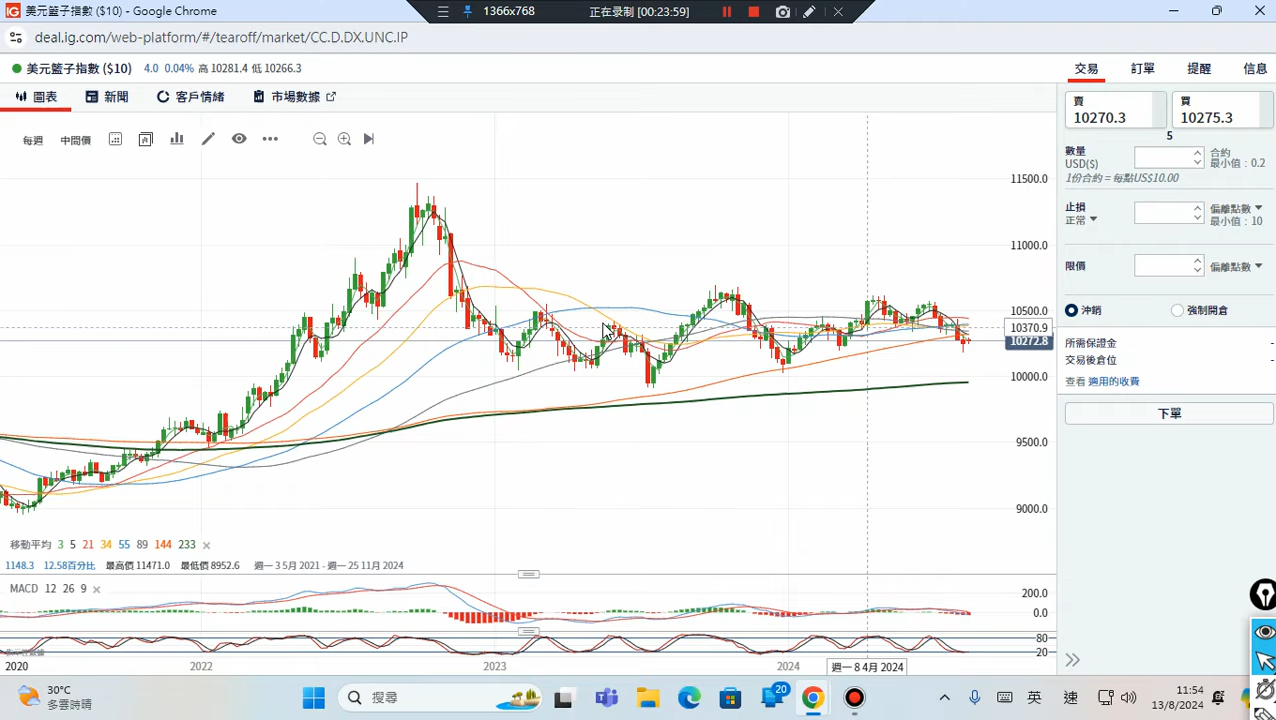 美元籃子指數 ($10) - Google Chrome
1366x768
正在录制 [00:23:59]
deal.ig.com/web-platform/#/tearoff/market/CC.D.DX.UNC.IP
美元籃子指數 ($10) 4.0 0.04% 高 10281.4 低 10266.3
交易 訂單 提醒 信息
圖表 新聞 客戶情緒 市場數據
每週 中間價
賣 10270.3
買 10275.3
5
數量
USD($)
合約
最小值 : 0.2
1份合約 = 每點US$10.00
止損
正常
偏離點數
最小值 : 10
限價
偏離點數
沖銷 強制開倉
所需保證金 -
交易後倉位
查看 適用的收費
下單
11500.0
11000.0
10500.0
10370.9
10272.8
10000.0
9500.0
9000.0
移動平均 3 5 21 34 55 89 144 233
1148.3 12.58百分比 最高價 11471.0 最低價 8952.6 週一 3 5月 2021 - 週一 25 11月 2024
MACD 12 26 9
200.0
0.0
80
20
2020 2022 2023 2024 週一 8 4月 2024
30°C
多雲時晴
搜尋
20
英 速
11:54
13/8/2024